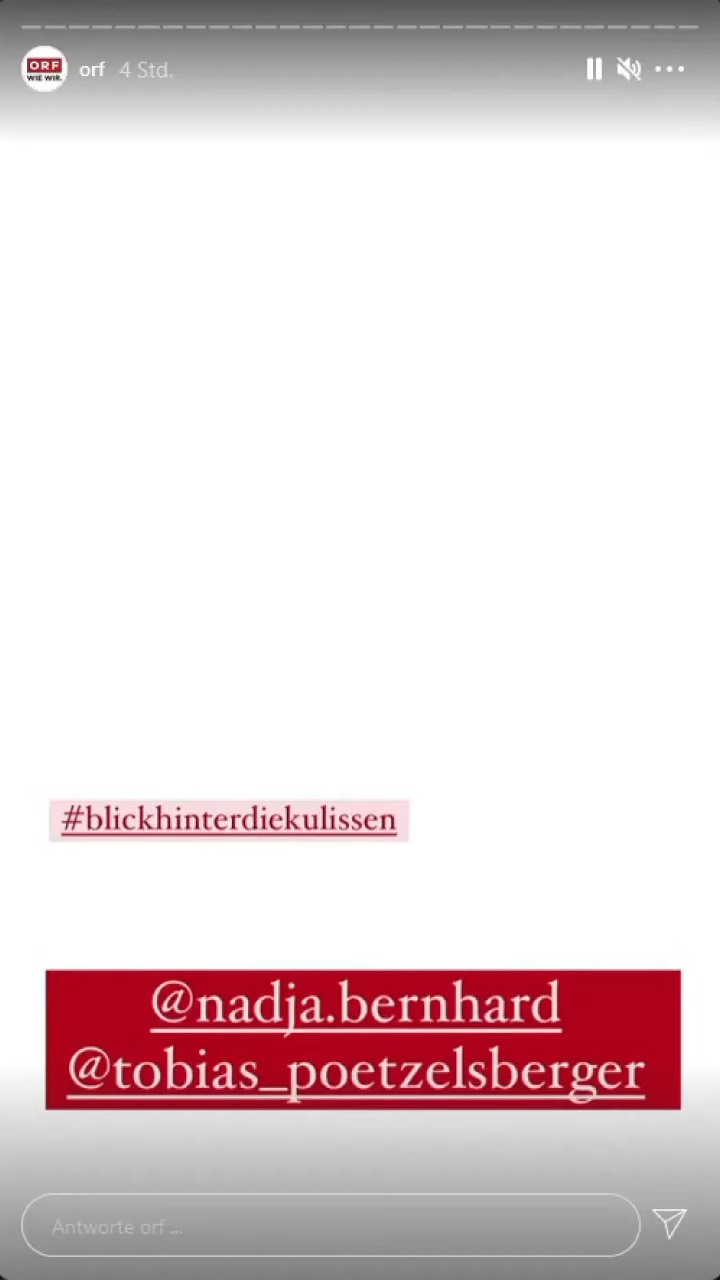 ORF
WIE WIR.
orf 4 Std.
#blickhinterdiekulissen
@nadja.bernhard
@tobias_poetzelsberger
Antworte orf ...